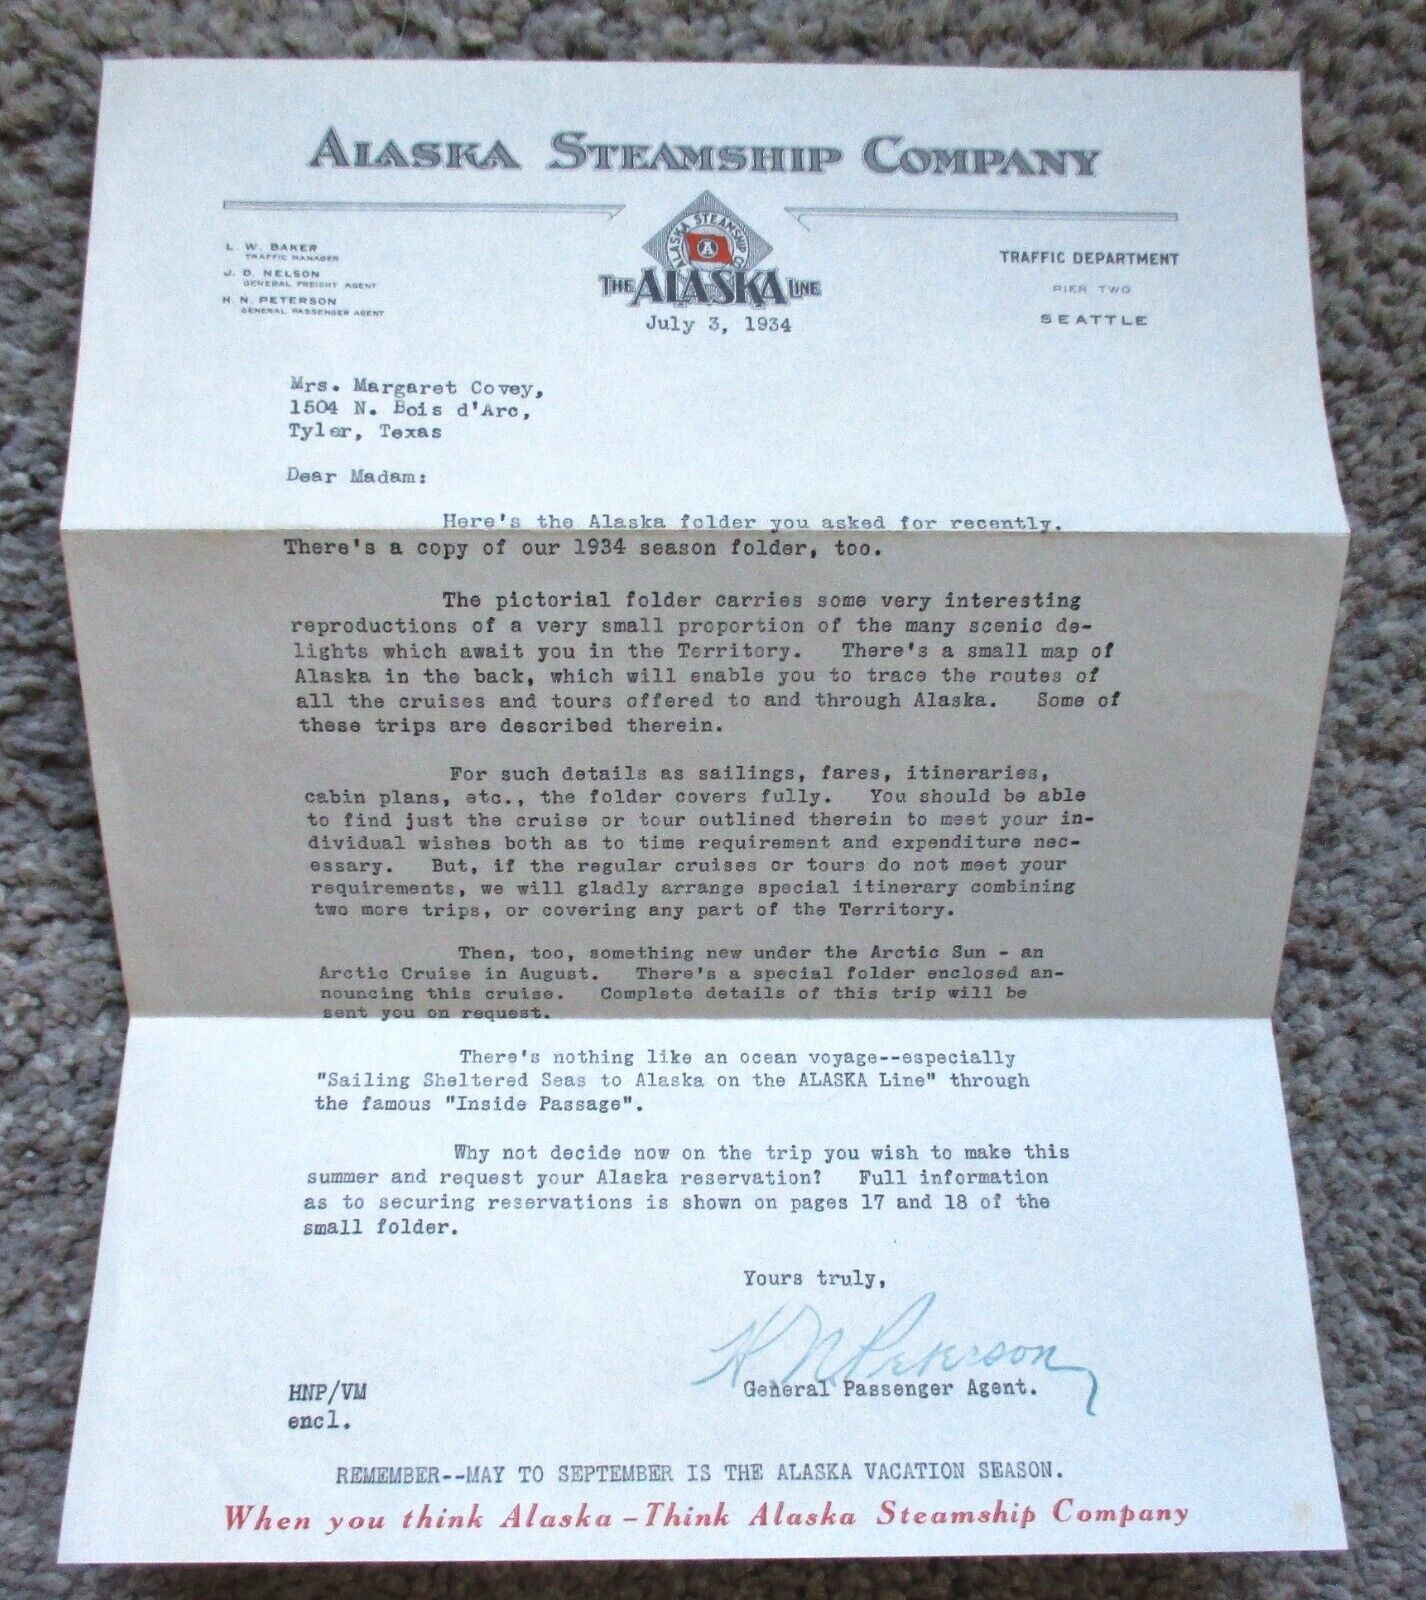 ALASKA STEAMSHIP COMPANY
L. W. BAKER
TRAFFIC MANAGER
J. D. NELSON
GENERAL FREIGHT AGENT
H. N. PETERSON
GENERAL PASSENGER AGENT
ALASKA STEAMSHIP CO
A
THE ALASKA LINE
TRAFFIC DEPARTMENT
PIER TWO
SEATTLE
July 3, 1934
Mrs. Margaret Covey,
1504 N. Bois d'Arc,
Tyler, Texas
Dear Madam:
Here's the Alaska folder you asked for recently.
There's a copy of our 1934 season folder, too.
The pictorial folder carries some very interesting
reproductions of a very small proportion of the many scenic de-
lights which await you in the Territory. There's a small map of
Alaska in the back, which will enable you to trace the routes of
all the cruises and tours offered to and through Alaska. Some of
these trips are described therein.
For such details as sailings, fares, itineraries,
cabin plans, etc., the folder covers fully. You should be able
to find just the cruise or tour outlined therein to meet your in-
dividual wishes both as to time requirement and expenditure nec-
essary. But, if the regular cruises or tours do not meet your
requirements, we will gladly arrange special itinerary combining
two more trips, or covering any part of the Territory.
Then, too, something new under the Arctic Sun - an
Arctic Cruise in August. There's a special folder enclosed an-
nouncing this cruise. Complete details of this trip will be
sent you on request.
There's nothing like an ocean voyage--especially
"Sailing Sheltered Seas to Alaska on the ALASKA Line" through
the famous "Inside Passage".
Why not decide now on the trip you wish to make this
summer and request your Alaska reservation? Full information
as to securing reservations is shown on pages 17 and 18 of the
small folder.
Yours truly,
H. N. Peterson
General Passenger Agent.
HNP/VM
encl.
REMEMBER--MAY TO SEPTEMBER IS THE ALASKA VACATION SEASON.
When you think Alaska – Think Alaska Steamship Company